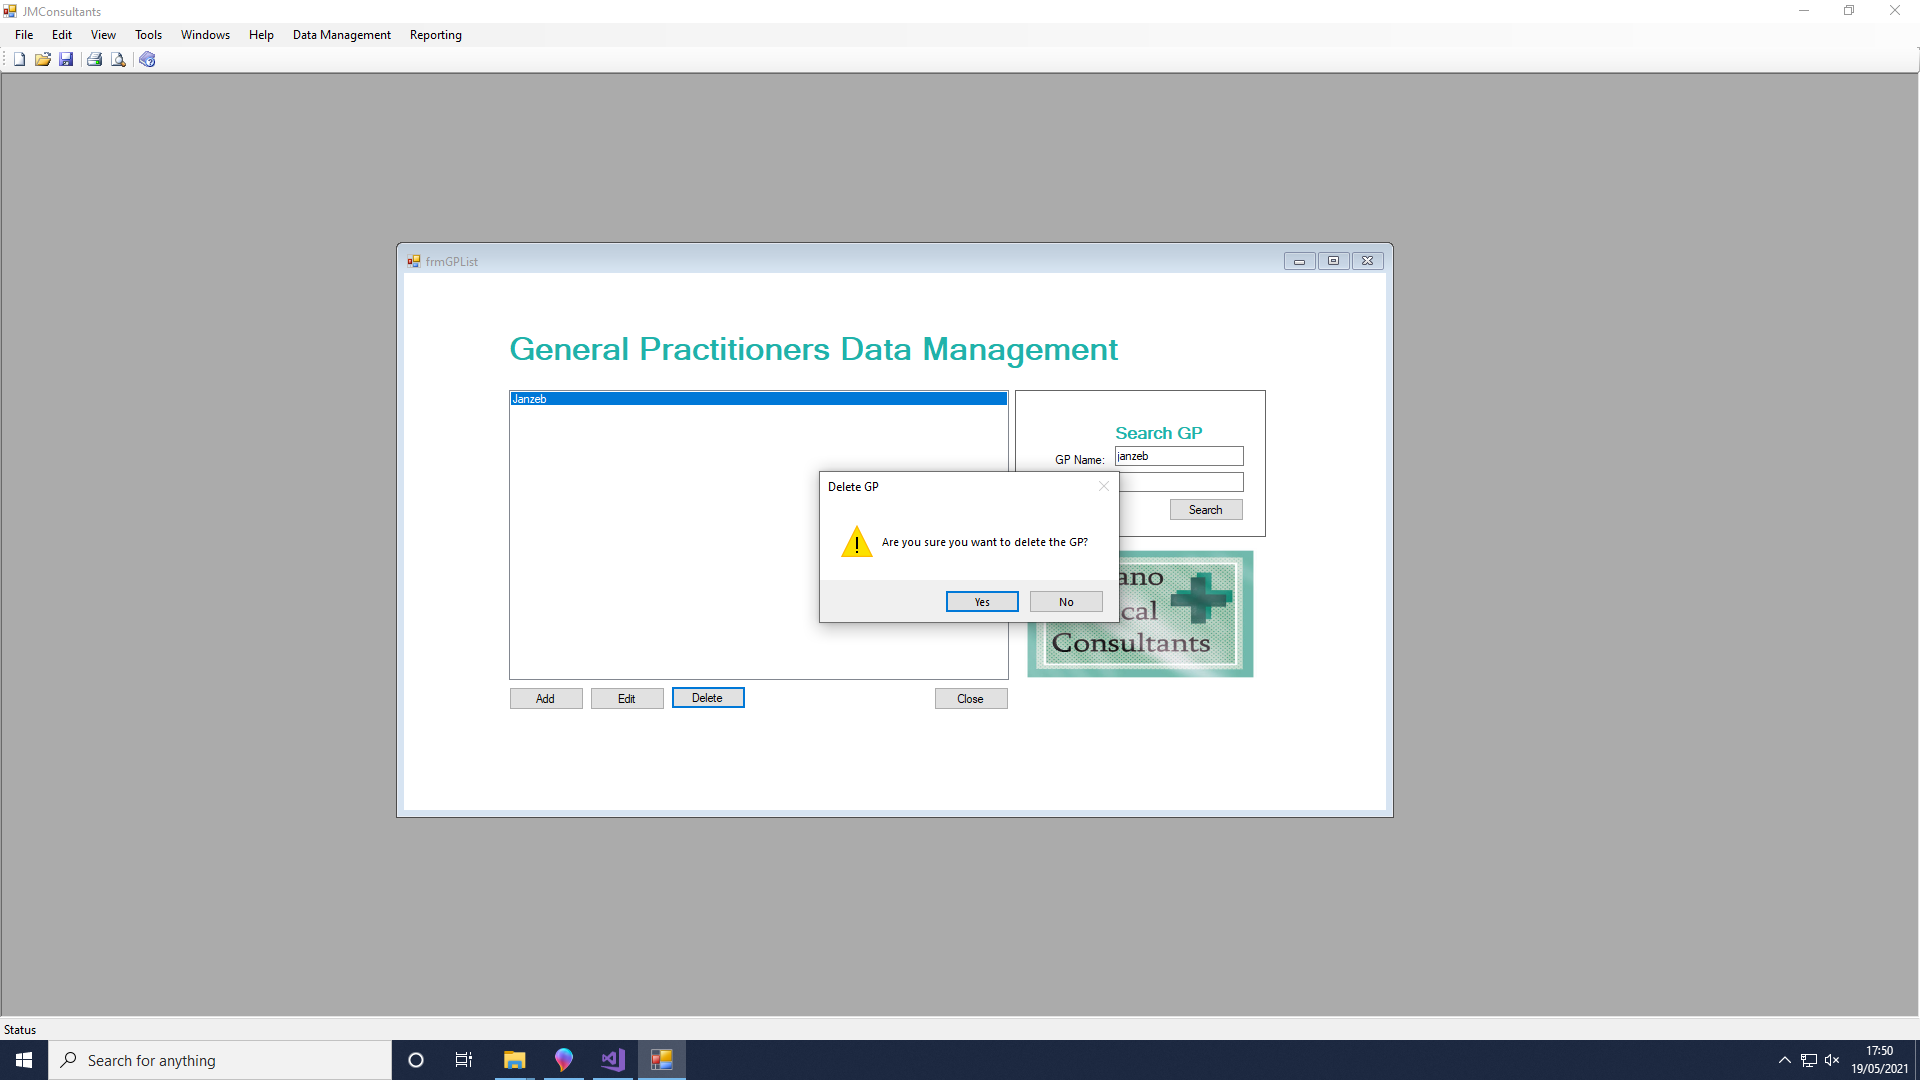 JMConsultants
File Edit View Tools Windows Help Data Management Reporting
frmGPList
General Practitioners Data Management
Janzeb
Search GP
GP Name: janzeb
Search
Delete GP
Are you sure you want to delete the GP?
Yes No
ano
cal
Consultants
Add Edit Delete Close
Status
Search for anything
17:50
19/05/2021